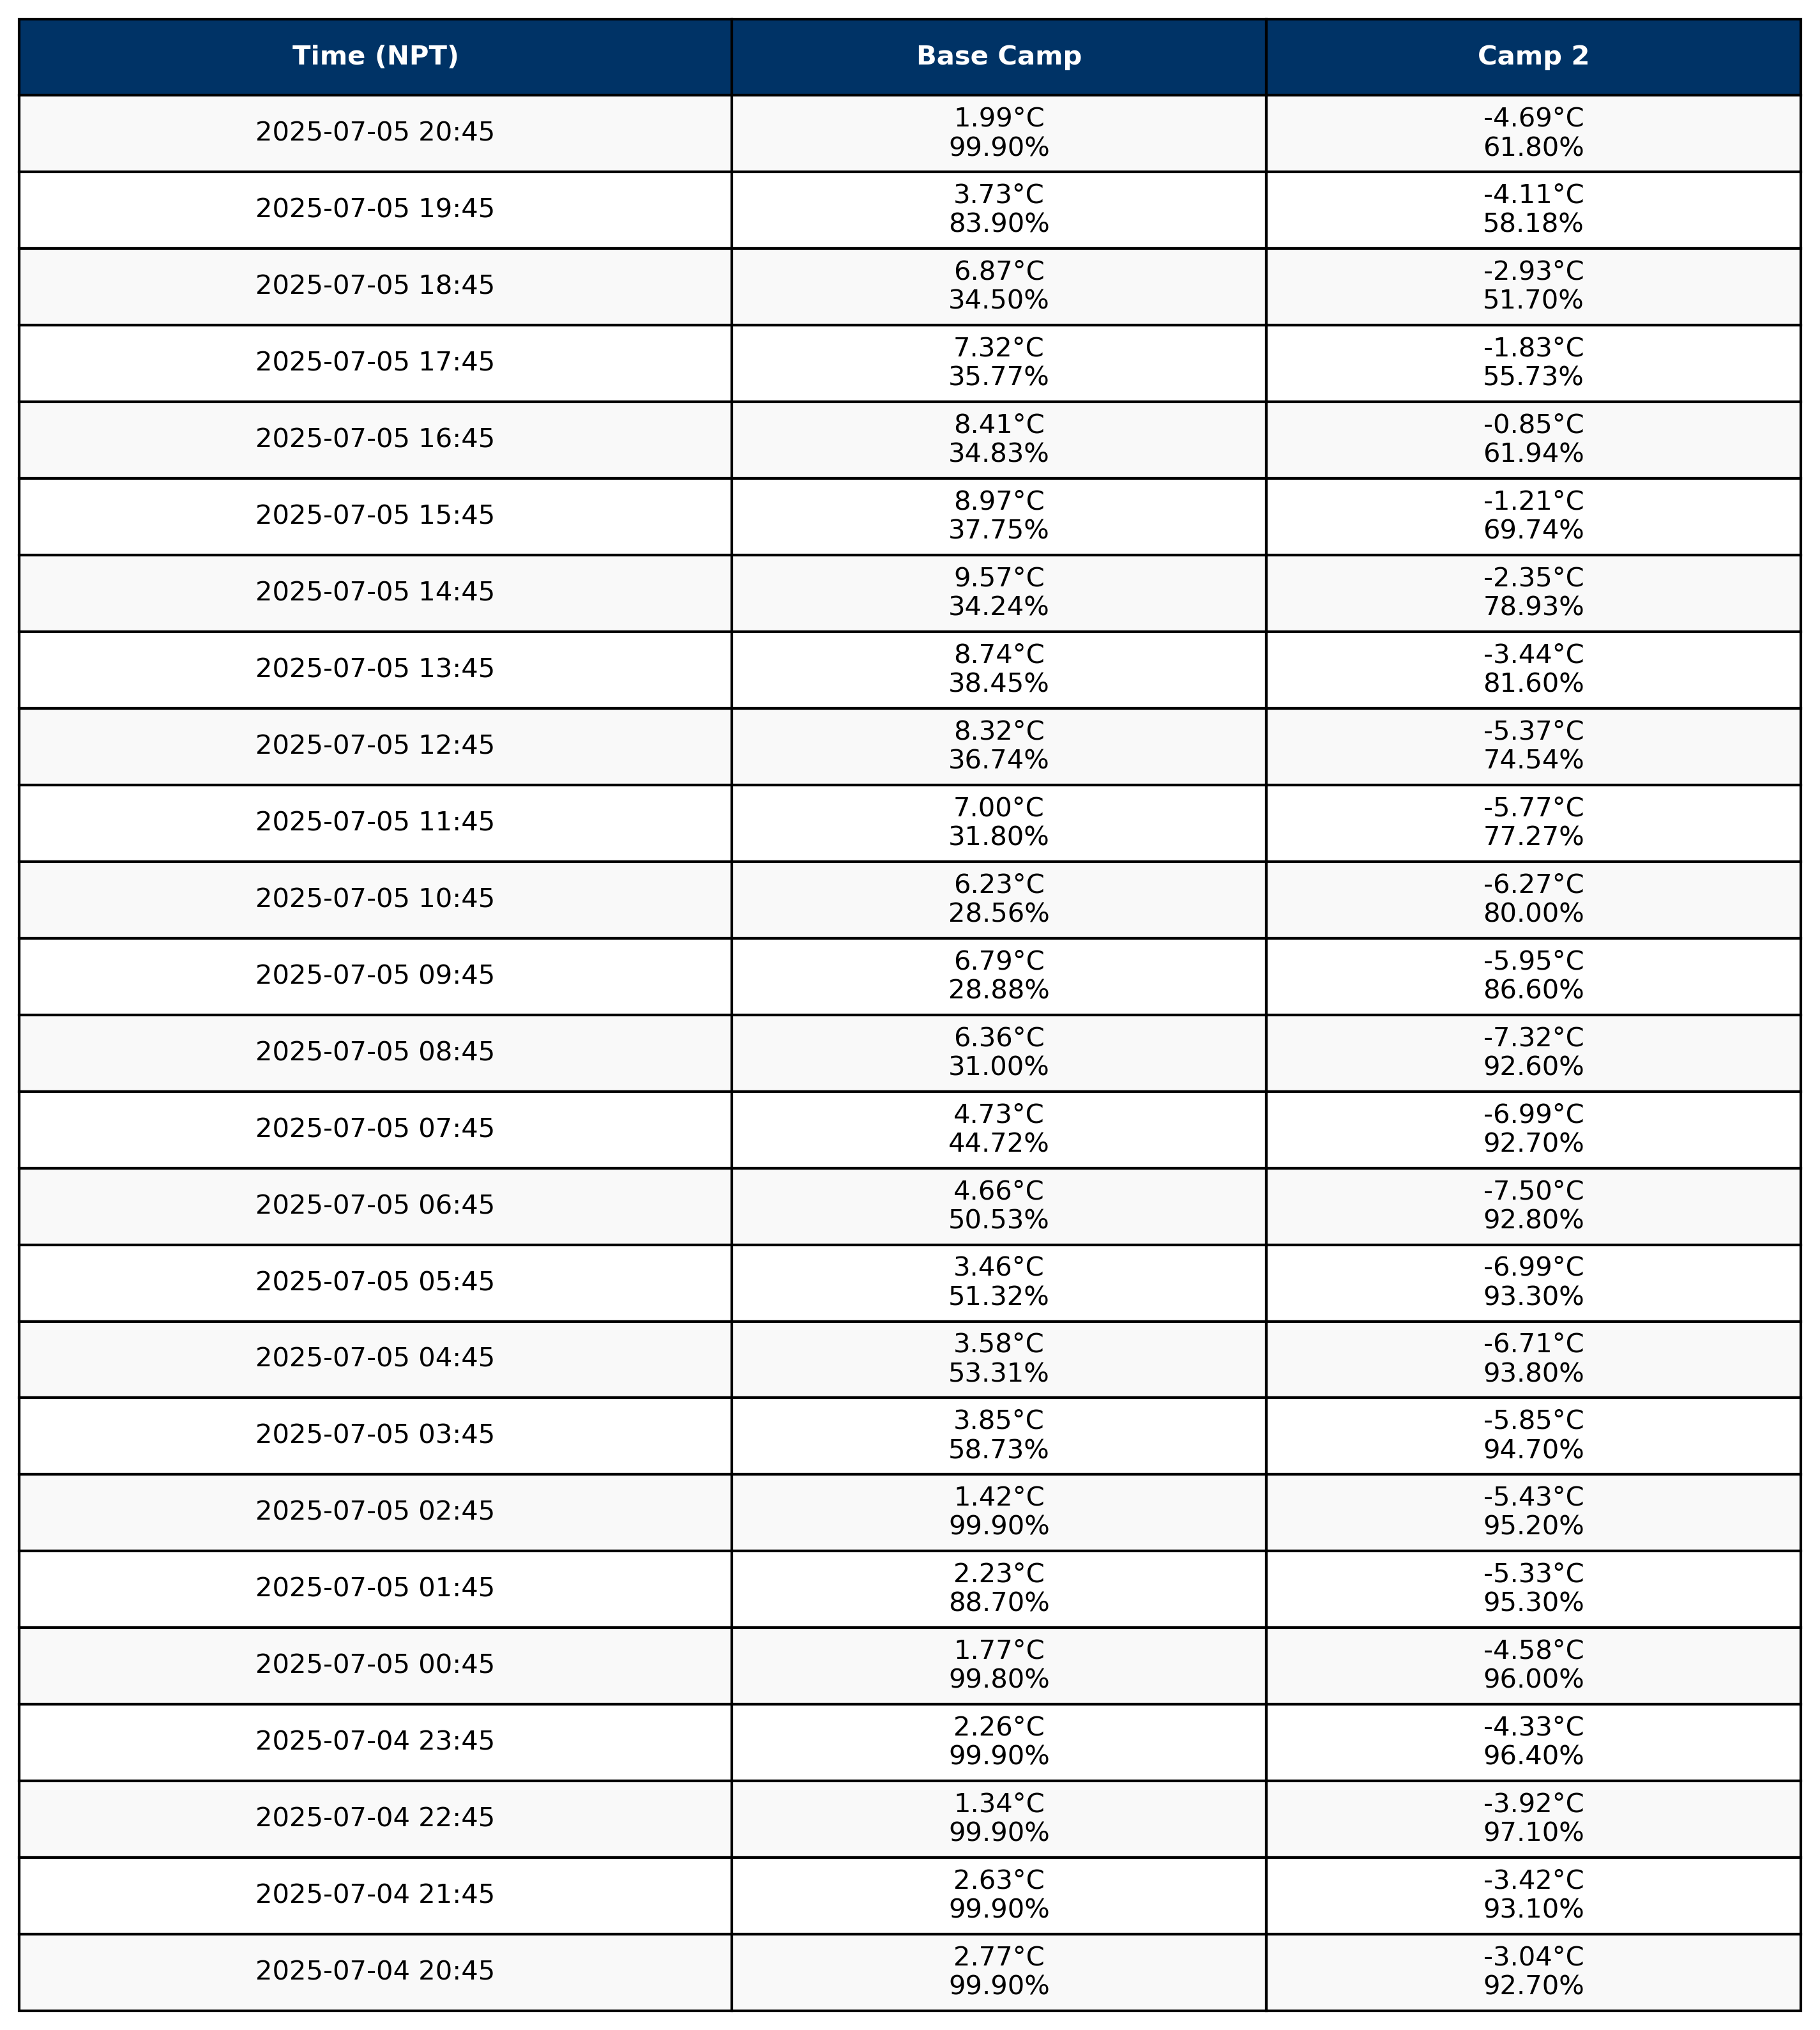 Time (NPT) Base Camp Camp 2
2025-07-05 20:45 1.99°C -4.69°C
99.90% 61.80%
2025-07-05 19:45 3.73°C -4.11°C
83.90% 58.18%
2025-07-05 18:45 6.87°C -2.93°C
34.50% 51.70%
2025-07-05 17:45 7.32°C -1.83°C
35.77% 55.73%
2025-07-05 16:45 8.41°C -0.85°C
34.83% 61.94%
2025-07-05 15:45 8.97°C -1.21°C
37.75% 69.74%
2025-07-05 14:45 9.57°C -2.35°C
34.24% 78.93%
2025-07-05 13:45 8.74°C -3.44°C
38.45% 81.60%
2025-07-05 12:45 8.32°C -5.37°C
36.74% 74.54%
2025-07-05 11:45 7.00°C -5.77°C
31.80% 77.27%
2025-07-05 10:45 6.23°C -6.27°C
28.56% 80.00%
2025-07-05 09:45 6.79°C -5.95°C
28.88% 86.60%
2025-07-05 08:45 6.36°C -7.32°C
31.00% 92.60%
2025-07-05 07:45 4.73°C -6.99°C
44.72% 92.70%
2025-07-05 06:45 4.66°C -7.50°C
50.53% 92.80%
2025-07-05 05:45 3.46°C -6.99°C
51.32% 93.30%
2025-07-05 04:45 3.58°C -6.71°C
53.31% 93.80%
2025-07-05 03:45 3.85°C -5.85°C
58.73% 94.70%
2025-07-05 02:45 1.42°C -5.43°C
99.90% 95.20%
2025-07-05 01:45 2.23°C -5.33°C
88.70% 95.30%
2025-07-05 00:45 1.77°C -4.58°C
99.80% 96.00%
2025-07-04 23:45 2.26°C -4.33°C
99.90% 96.40%
2025-07-04 22:45 1.34°C -3.92°C
99.90% 97.10%
2025-07-04 21:45 2.63°C -3.42°C
99.90% 93.10%
2025-07-04 20:45 2.77°C -3.04°C
99.90% 92.70%